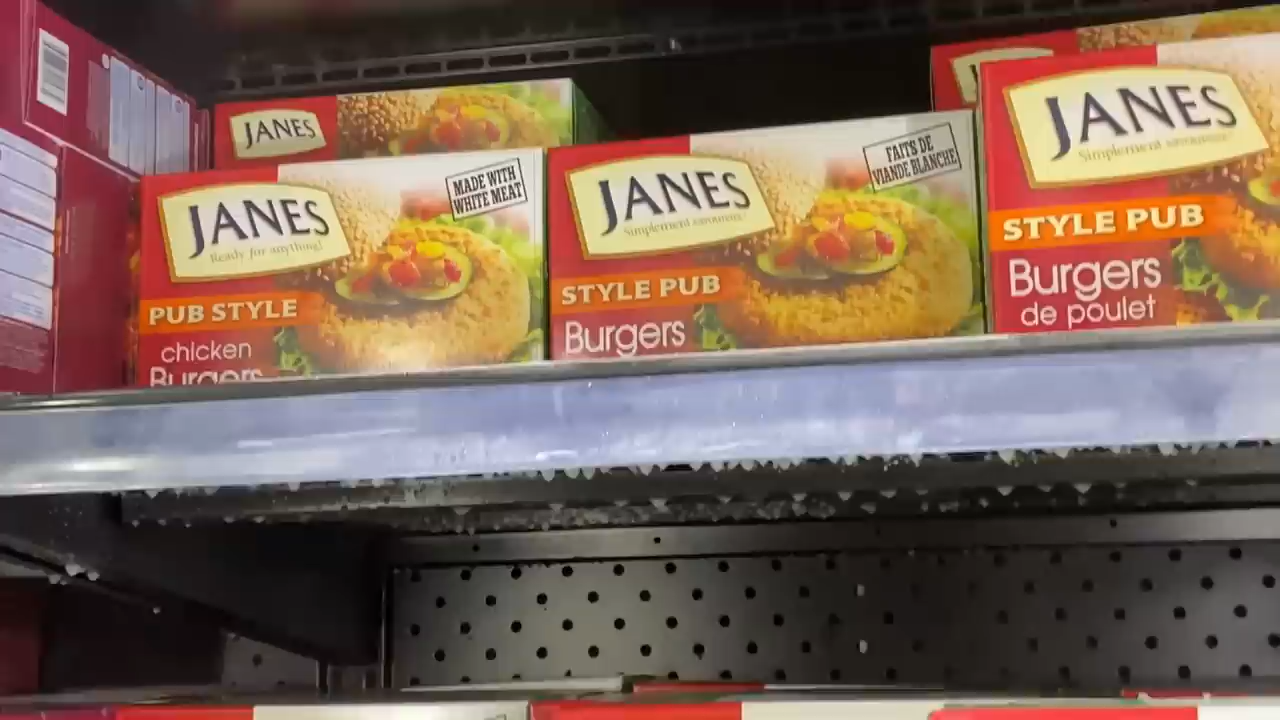 JANES
JANES
Ready for anything!
MADE WITH
WHITE MEAT
PUB STYLE
chicken
Burgers
JANES
Simplement savoureux!
FAITS DE
VIANDE BLANCHE
STYLE PUB
Burgers
JANES
Simplement savoureux!
STYLE PUB
Burgers
de poulet